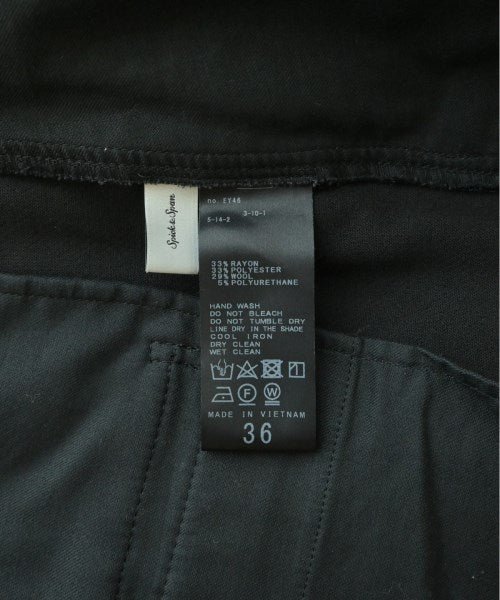 Spick & Span
no. EY46
5-14-2 3-10-1
33% RAYON
33% POLYESTER
29% WOOL
5% POLYURETHANE
HAND WASH
DO NOT BLEACH
DO NOT TUMBLE DRY
LINE DRY IN THE SHADE
COOL IRON
DRY CLEAN
WET CLEAN
F W
MADE IN VIETNAM
36